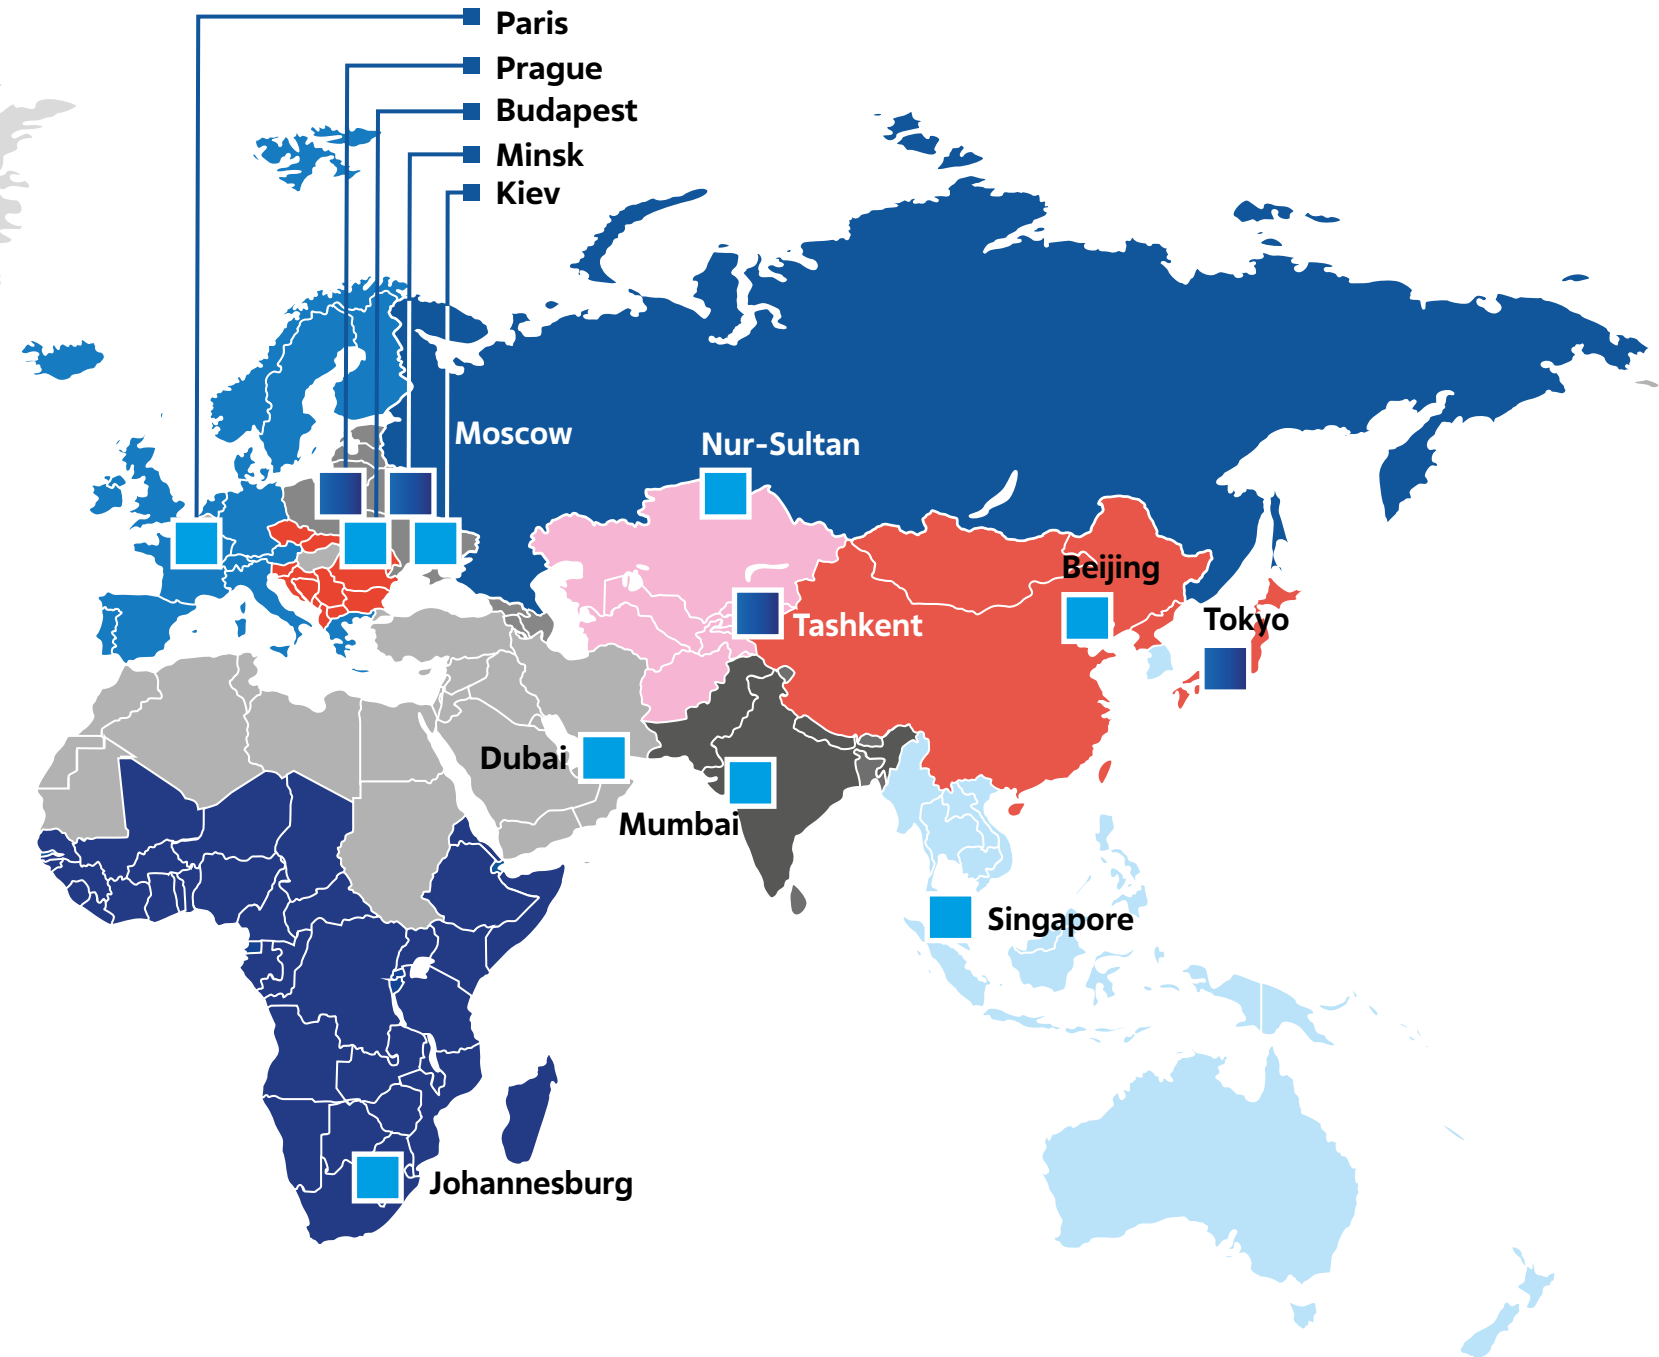 Paris
Prague
Budapest
Minsk
Kiev
Moscow
Nur-Sultan
Beijing
Tokyo
Tashkent
Dubai
Mumbai
Singapore
Johannesburg